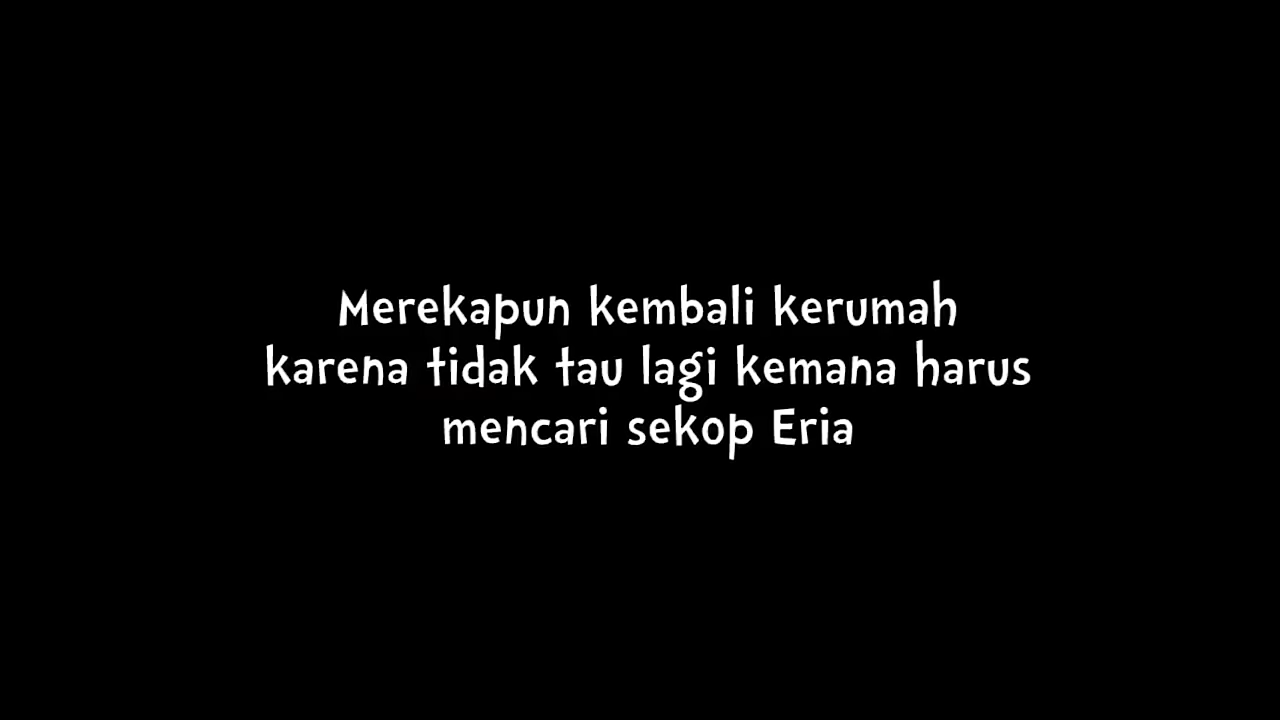 Merekapun kembali kerumah
karena tidak tau lagi kemana harus
mencari sekop Eria